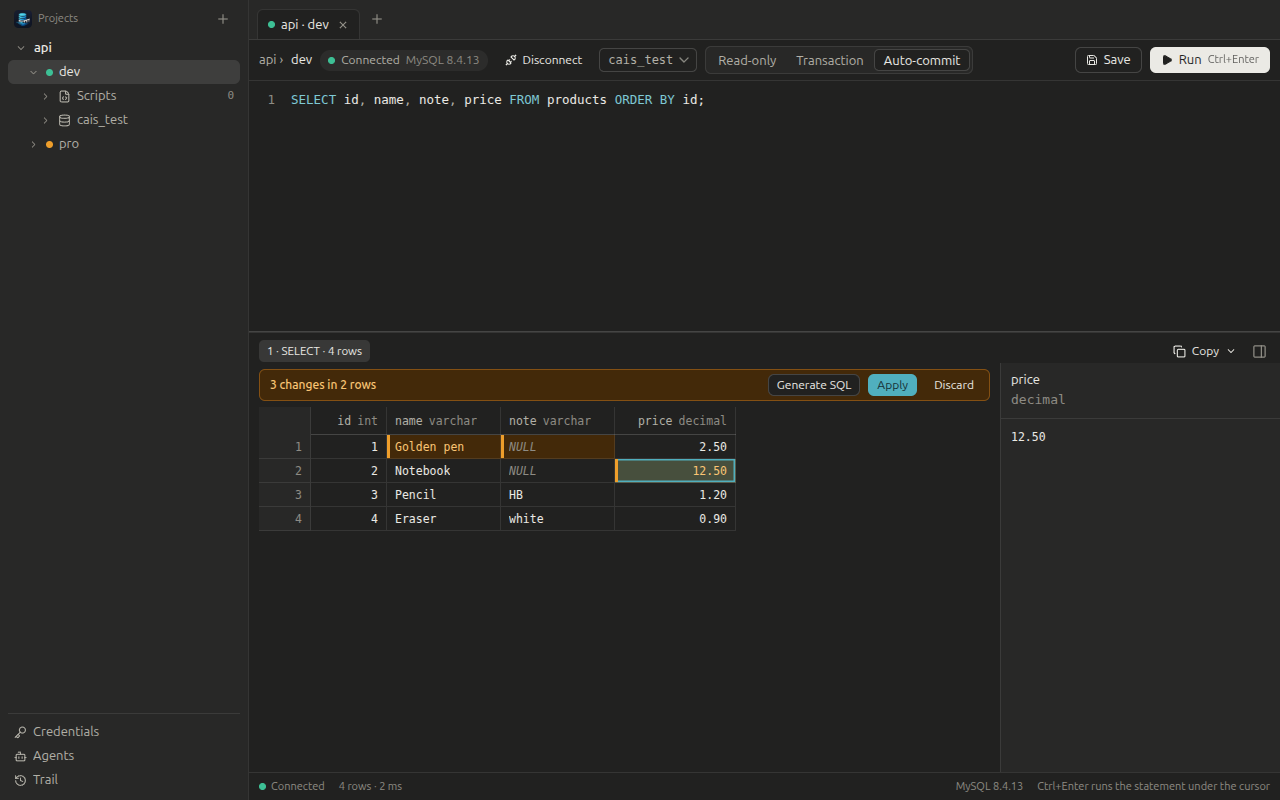 Projects
api
dev
Scripts 0
cais_test
pro
Credentials
Agents
Trail
api · dev
api › dev Connected MySQL 8.4.13 Disconnect cais_test Read-only Transaction Auto-commit Save Run Ctrl+Enter
1 SELECT id, name, note, price FROM products ORDER BY id;
1 · SELECT · 4 rows Copy
3 changes in 2 rows Generate SQL Apply Discard
id int name varchar note varchar price decimal
1 1 Golden pen NULL 2.50
2 2 Notebook NULL 12.50
3 3 Pencil HB 1.20
4 4 Eraser white 0.90
price
decimal
12.50
Connected 4 rows · 2 ms MySQL 8.4.13 Ctrl+Enter runs the statement under the cursor